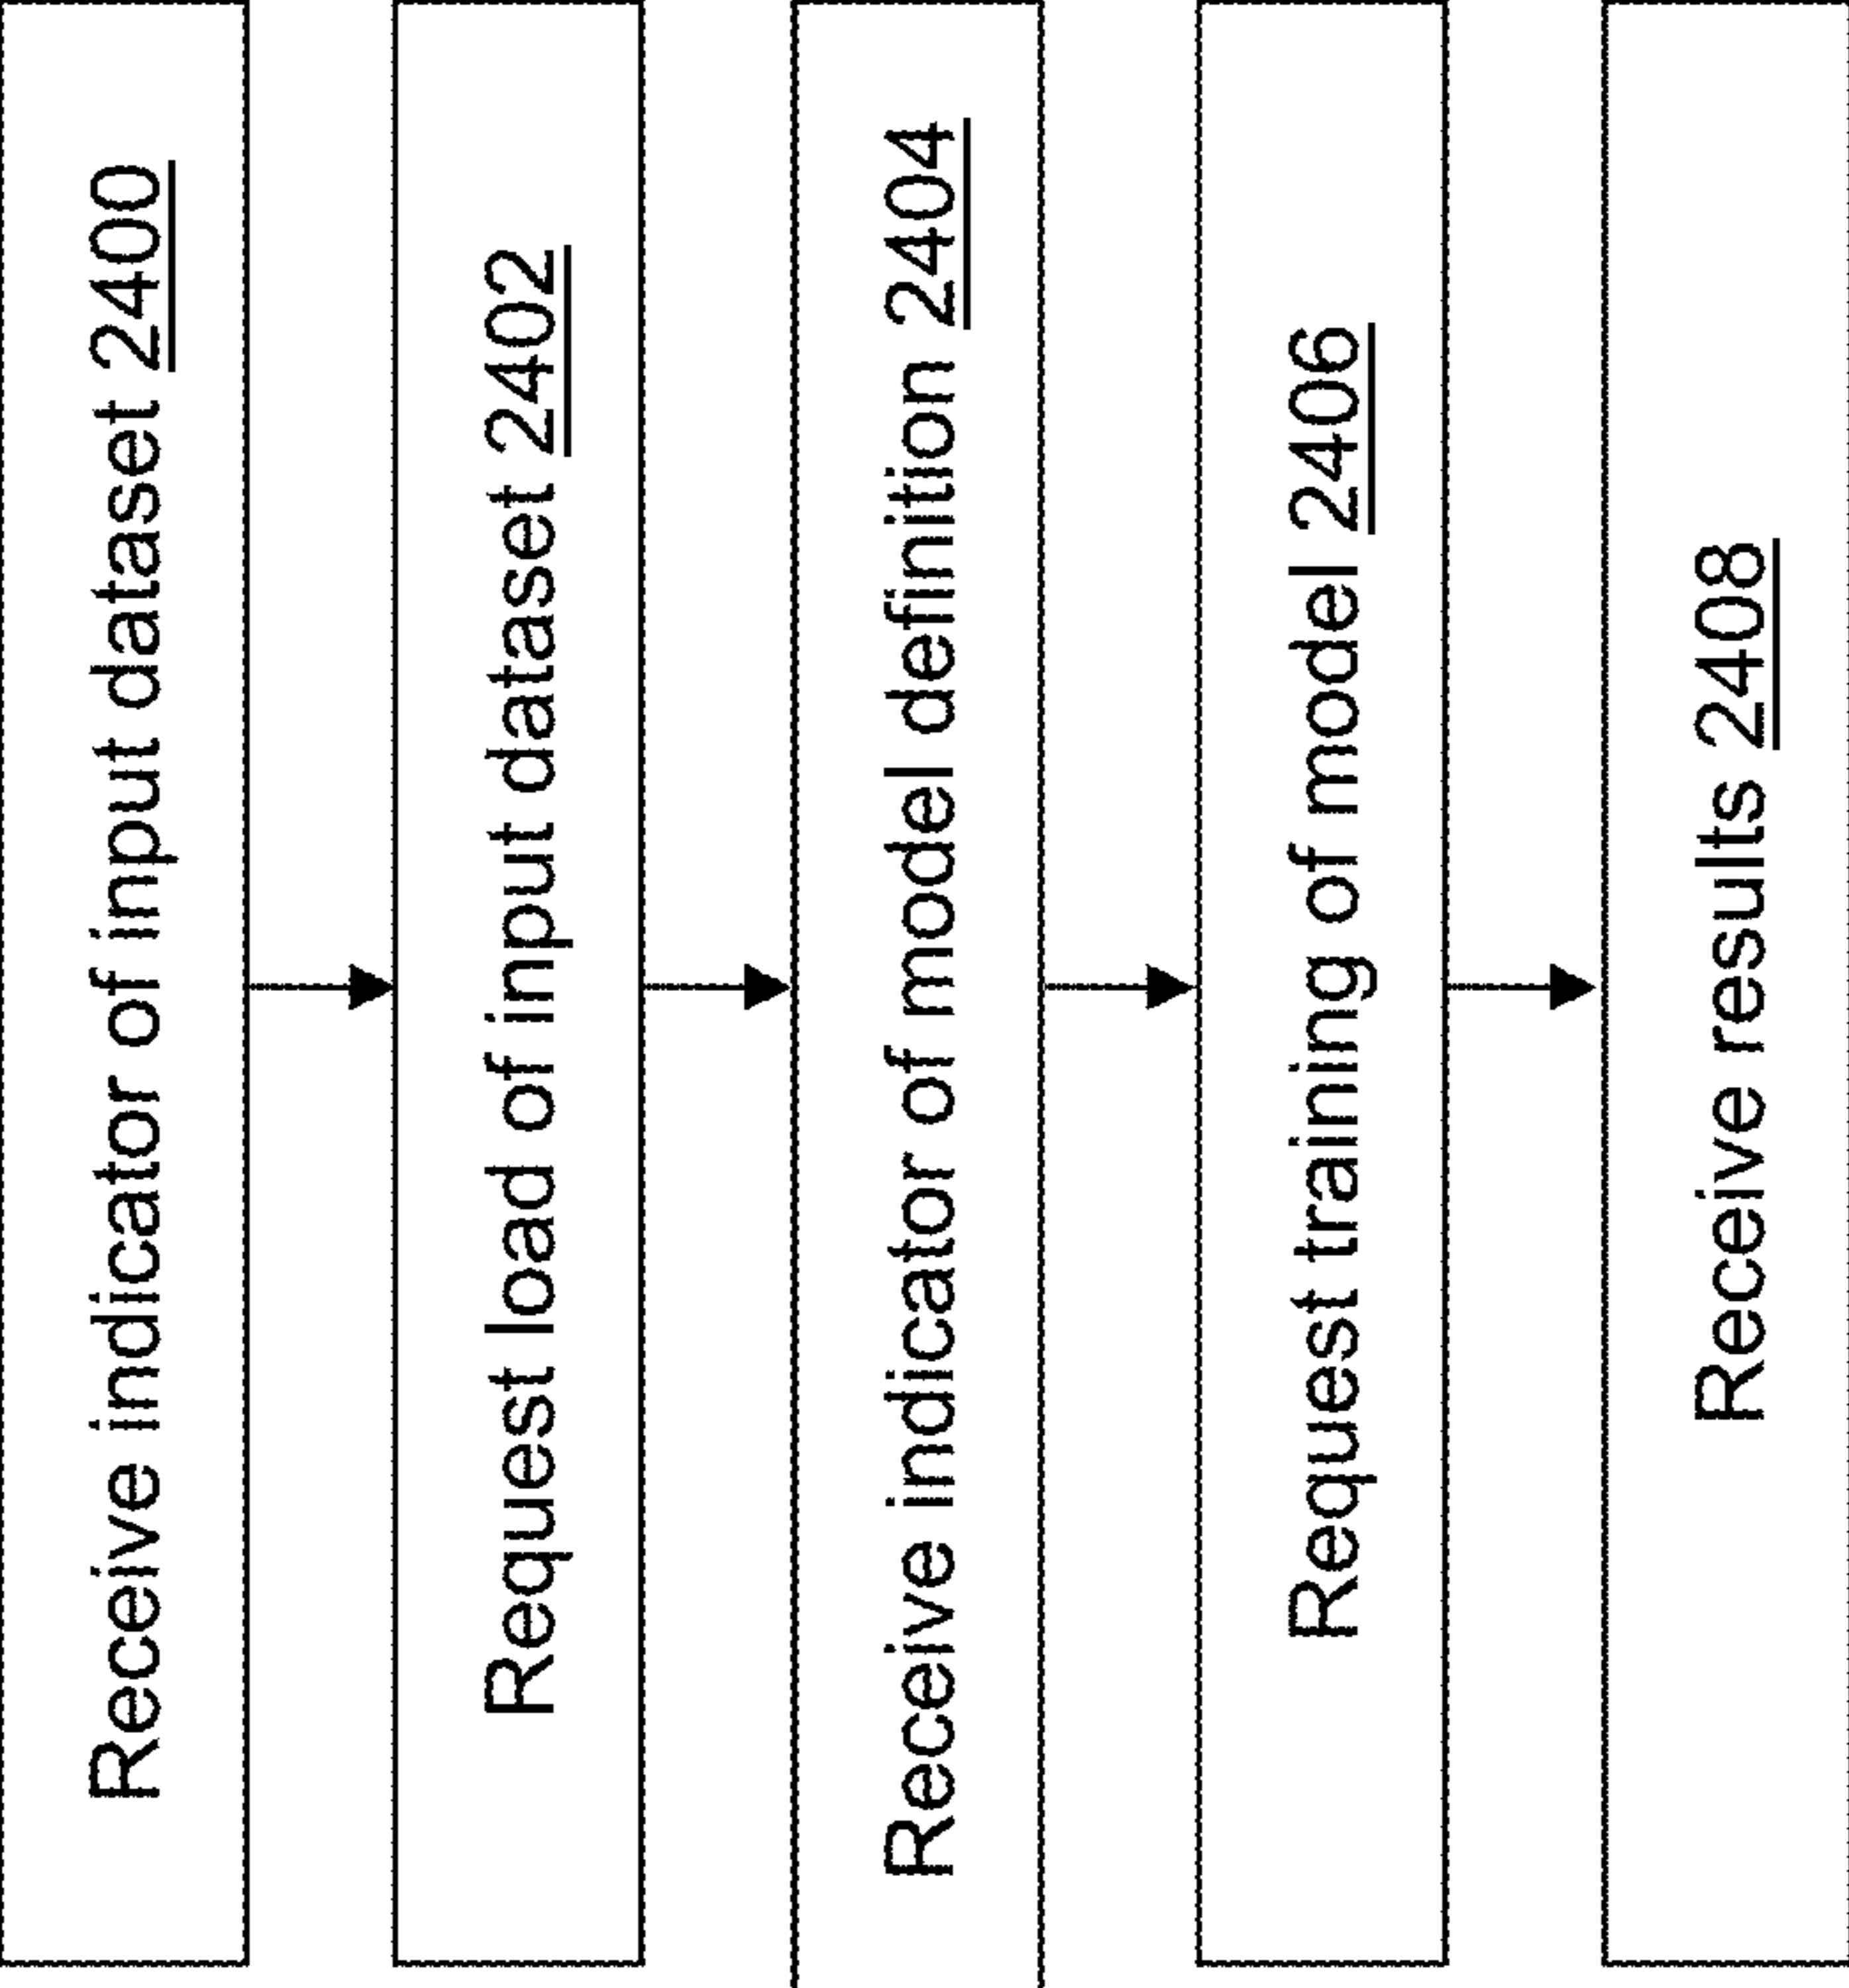 Receive indicator of input dataset 2400
Request load of input dataset 2402
Receive indicator of model definition 2404
Request training of model 2406
Receive results 2408